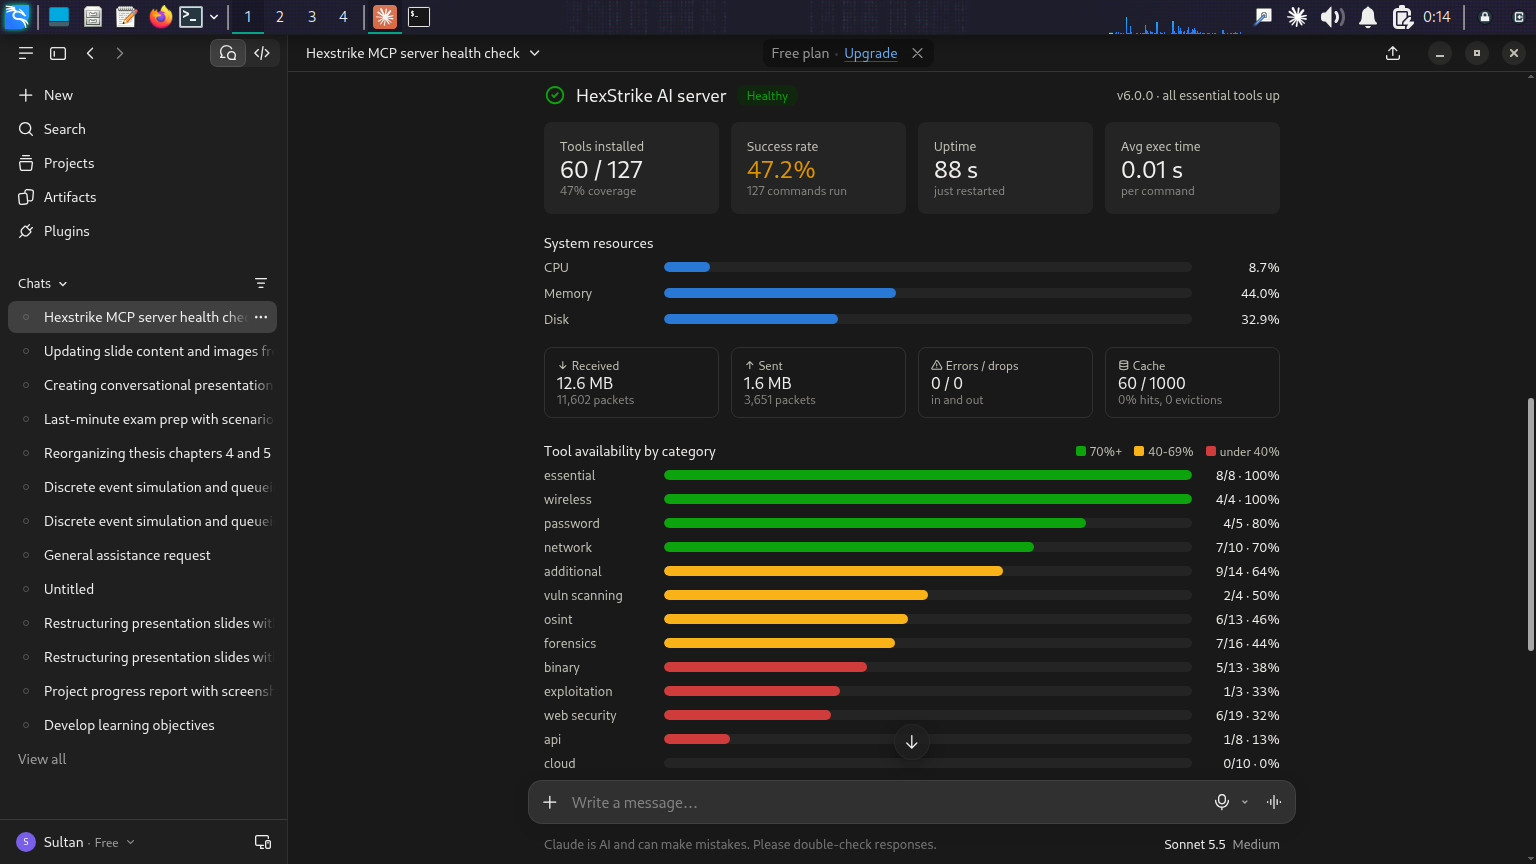 1 2 3 4
0:14
Hexstrike MCP server health check
Free plan · Upgrade
New
Search
Projects
Artifacts
Plugins
Chats
Hexstrike MCP server health che
Updating slide content and images fr
Creating conversational presentation
Last-minute exam prep with scenario
Reorganizing thesis chapters 4 and 5
Discrete event simulation and queuei
Discrete event simulation and queuei
General assistance request
Untitled
Restructuring presentation slides wit
Restructuring presentation slides wit
Project progress report with screensh
Develop learning objectives
View all
S Sultan · Free
HexStrike AI server Healthy v6.0.0 · all essential tools up
Tools installed
60 / 127
47% coverage
Success rate
47.2%
127 commands run
Uptime
88 s
just restarted
Avg exec time
0.01 s
per command
System resources
CPU 8.7%
Memory 44.0%
Disk 32.9%
Received
12.6 MB
11,602 packets
Sent
1.6 MB
3,651 packets
Errors / drops
0 / 0
in and out
Cache
60 / 1000
0% hits, 0 evictions
Tool availability by category 70%+ 40-69% under 40%
essential 8/8 · 100%
wireless 4/4 · 100%
password 4/5 · 80%
network 7/10 · 70%
additional 9/14 · 64%
vuln scanning 2/4 · 50%
osint 6/13 · 46%
forensics 7/16 · 44%
binary 5/13 · 38%
exploitation 1/3 · 33%
web security 6/19 · 32%
api 1/8 · 13%
cloud 0/10 · 0%
Write a message…
Claude is AI and can make mistakes. Please double-check responses.
Sonnet 5.5 Medium